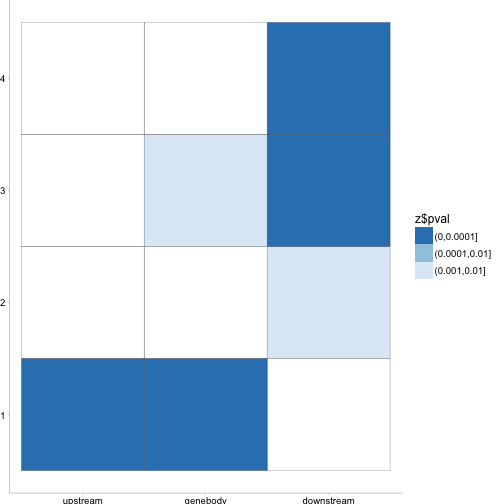 4
3
2
1
z$pval
(0,0.0001]
(0.0001,0.01]
(0.001,0.01]
upstream
genebody
downstream